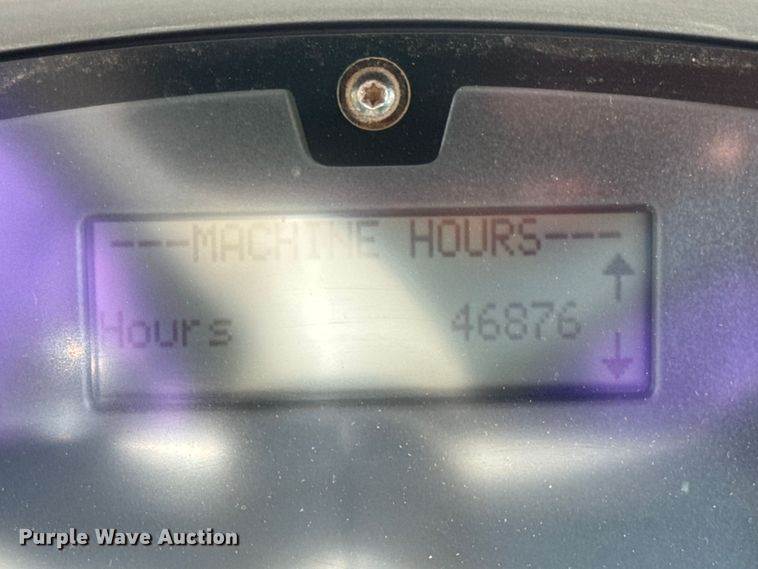 ---MACHINE HOURS---
Hours 46876
Purple Wave Auction